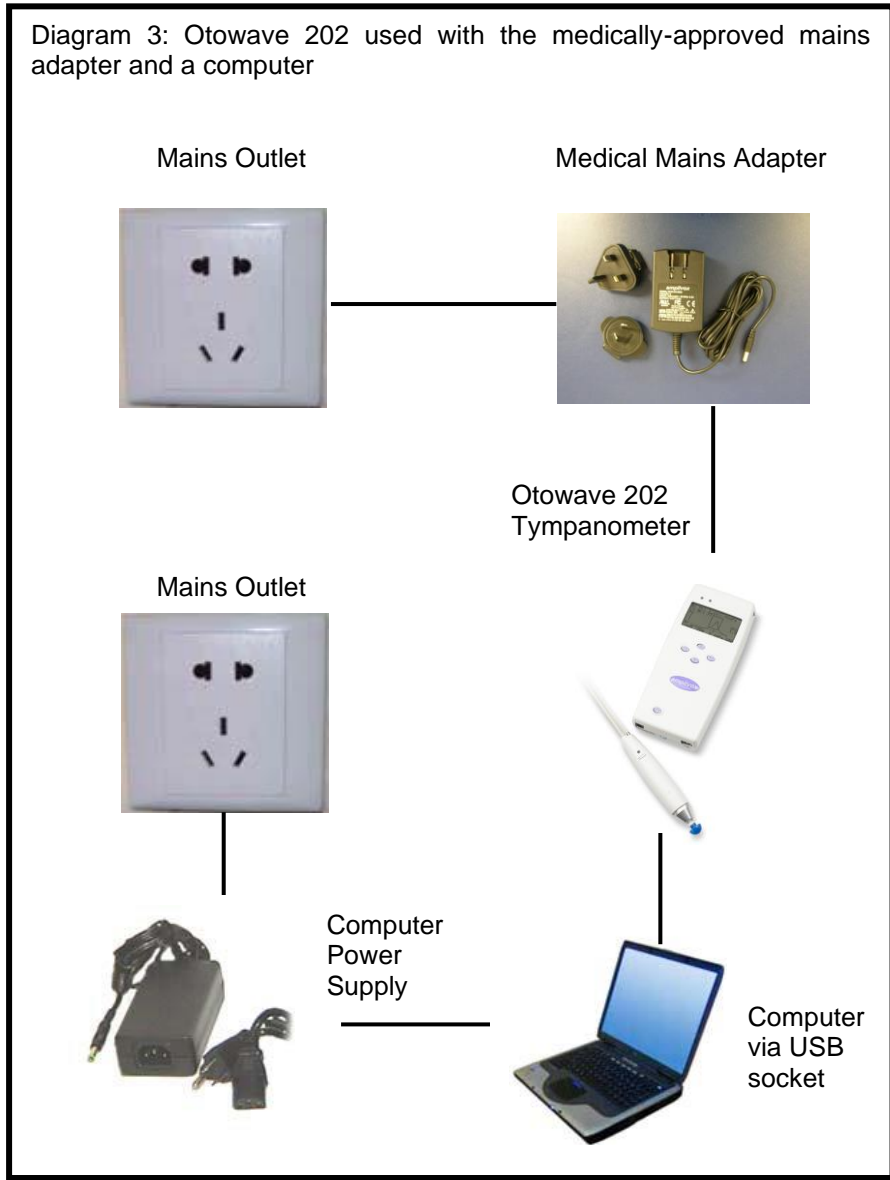 Diagram 3: Otowave 202 used with the medically-approved mains
adapter and a computer
Mains Outlet
Medical Mains Adapter
Otowave 202
Tympanometer
Mains Outlet
Computer
Power
Supply
Computer
via USB
socket